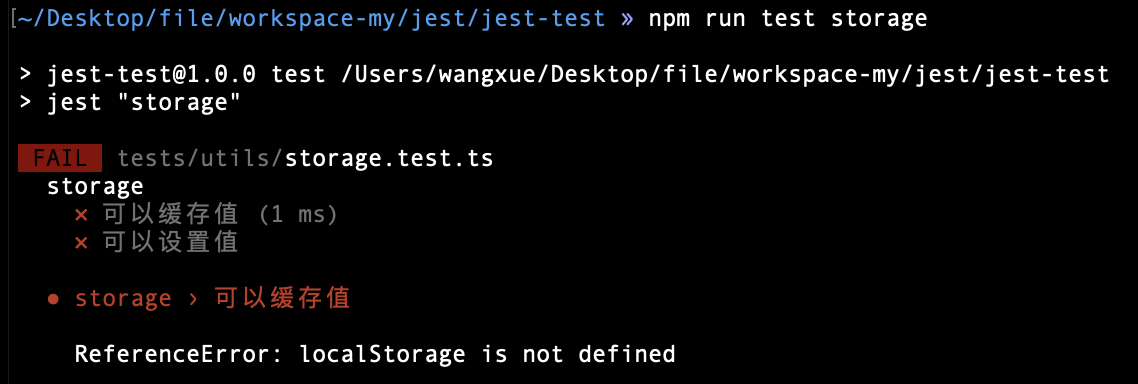 [~/Desktop/file/workspace-my/jest/jest-test » npm run test storage
> jest-test@1.0.0 test /Users/wangxue/Desktop/file/workspace-my/jest/jest-test
> jest "storage"
FAIL tests/utils/storage.test.ts
storage
× 可以缓存值 (1 ms)
× 可以设置值
● storage › 可以缓存值
ReferenceError: localStorage is not defined